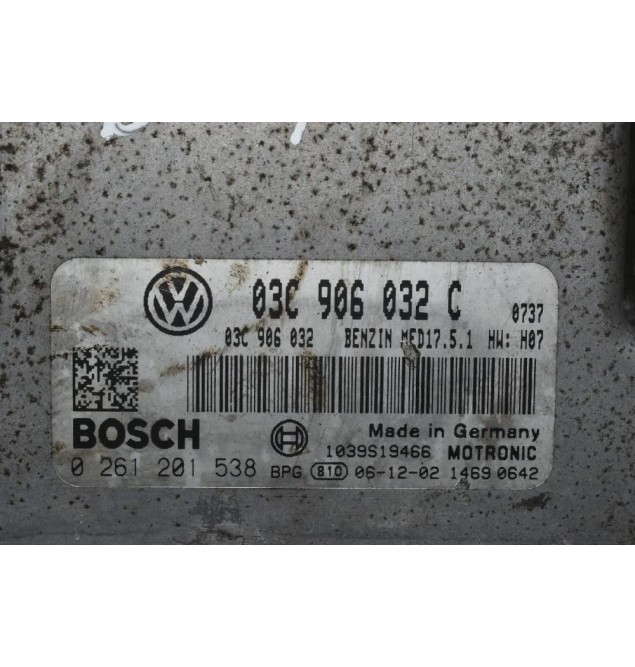 VW 03C 906 032 C 0737
03C 906 032 BENZIN MED17.5.1 HW: H07
BOSCH Made in Germany
1039S19466 MOTRONIC
0 261 201 538 BPG 810 06-12-02 1469 0642